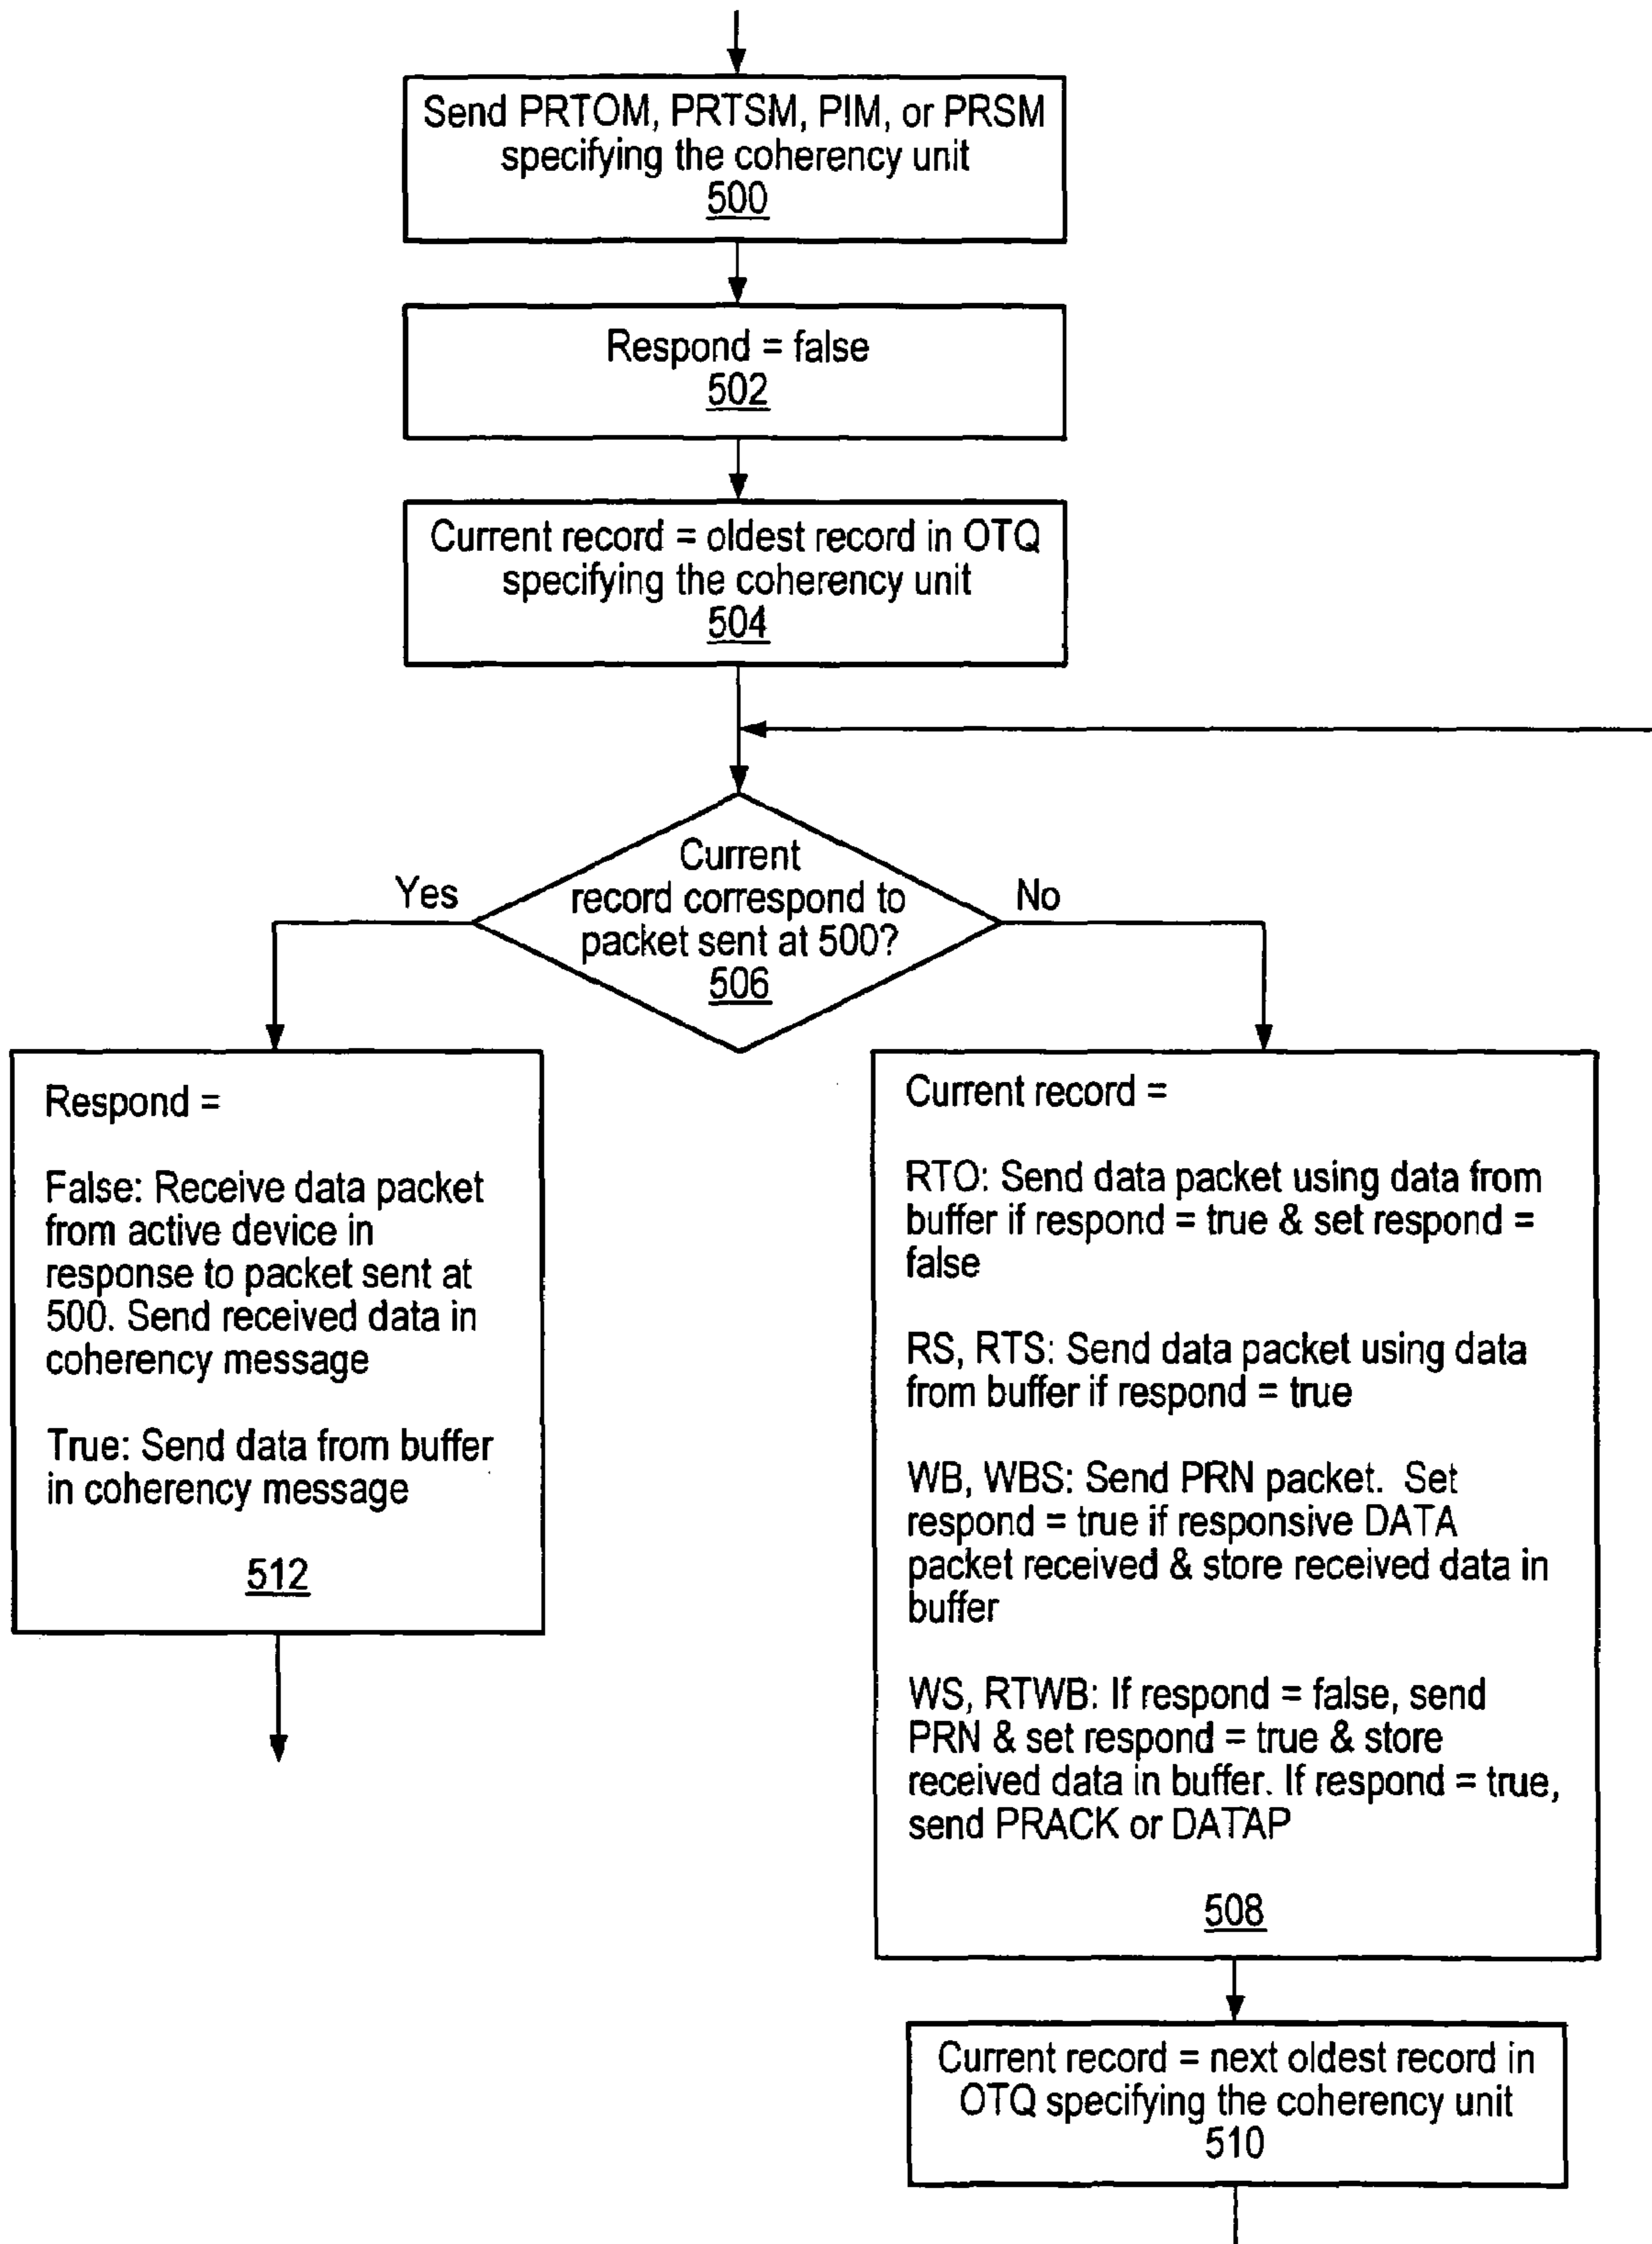 Send PRTOM, PRTSM, PIM, or PRSM
specifying the coherency unit
500
Respond = false
502
Current record = oldest record in OTQ
specifying the coherency unit
504
Current
record correspond to
packet sent at 500?
506
Yes
No
Respond =
False: Receive data packet
from active device in
response to packet sent at
500. Send received data in
coherency message
True: Send data from buffer
in coherency message
512
Current record =
RTO: Send data packet using data from
buffer if respond = true & set respond =
false
RS, RTS: Send data packet using data
from buffer if respond = true
WB, WBS: Send PRN packet. Set
respond = true if responsive DATA
packet received & store received data in
buffer
WS, RTWB: If respond = false, send
PRN & set respond = true & store
received data in buffer. If respond = true,
send PRACK or DATAP
508
Current record = next oldest record in
OTQ specifying the coherency unit
510